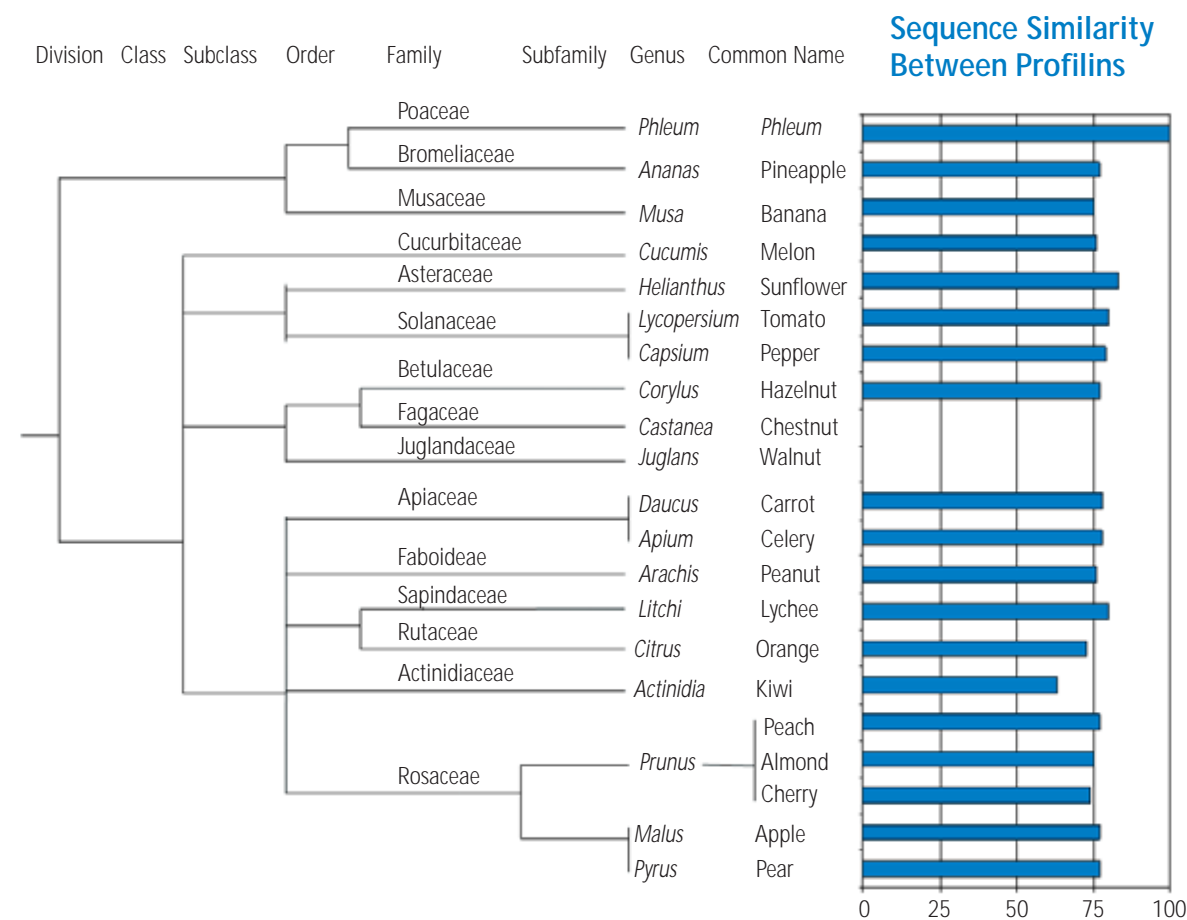 Sequence Similarity
Between Profilins
Division Class Subclass Order Family Subfamily Genus Common Name
Poaceae
Phleum Phleum
Bromeliaceae
Ananas Pineapple
Musaceae
Musa Banana
Cucurbitaceae
Cucumis Melon
Asteraceae
Helianthus Sunflower
Solanaceae
Lycopersium Tomato
Capsium Pepper
Betulaceae
Corylus Hazelnut
Fagaceae
Castanea Chestnut
Juglandaceae
Juglans Walnut
Apiaceae
Daucus Carrot
Apium Celery
Faboideae
Arachis Peanut
Sapindaceae
Litchi Lychee
Rutaceae
Citrus Orange
Actinidiaceae
Actinidia Kiwi
Peach
Rosaceae
Prunus Almond
Cherry
Malus Apple
Pyrus Pear
0 25 50 75 100